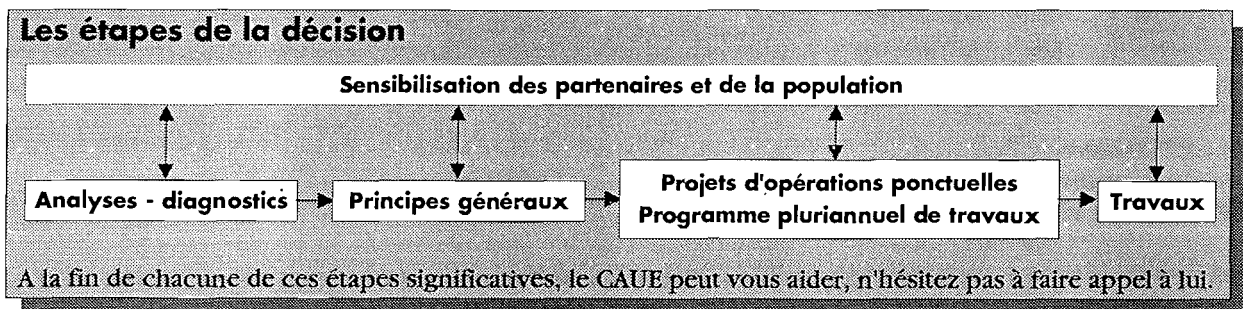 Les étapes de la décision
Sensibilisation des partenaires et de la population
Analyses - diagnostics
Principes généraux
Projets d'opérations ponctuelles
Programme pluriannuel de travaux
Travaux
A la fin de chacune de ces étapes significatives, le CAUE peut vous aider, n'hésitez pas à faire appel à lui.